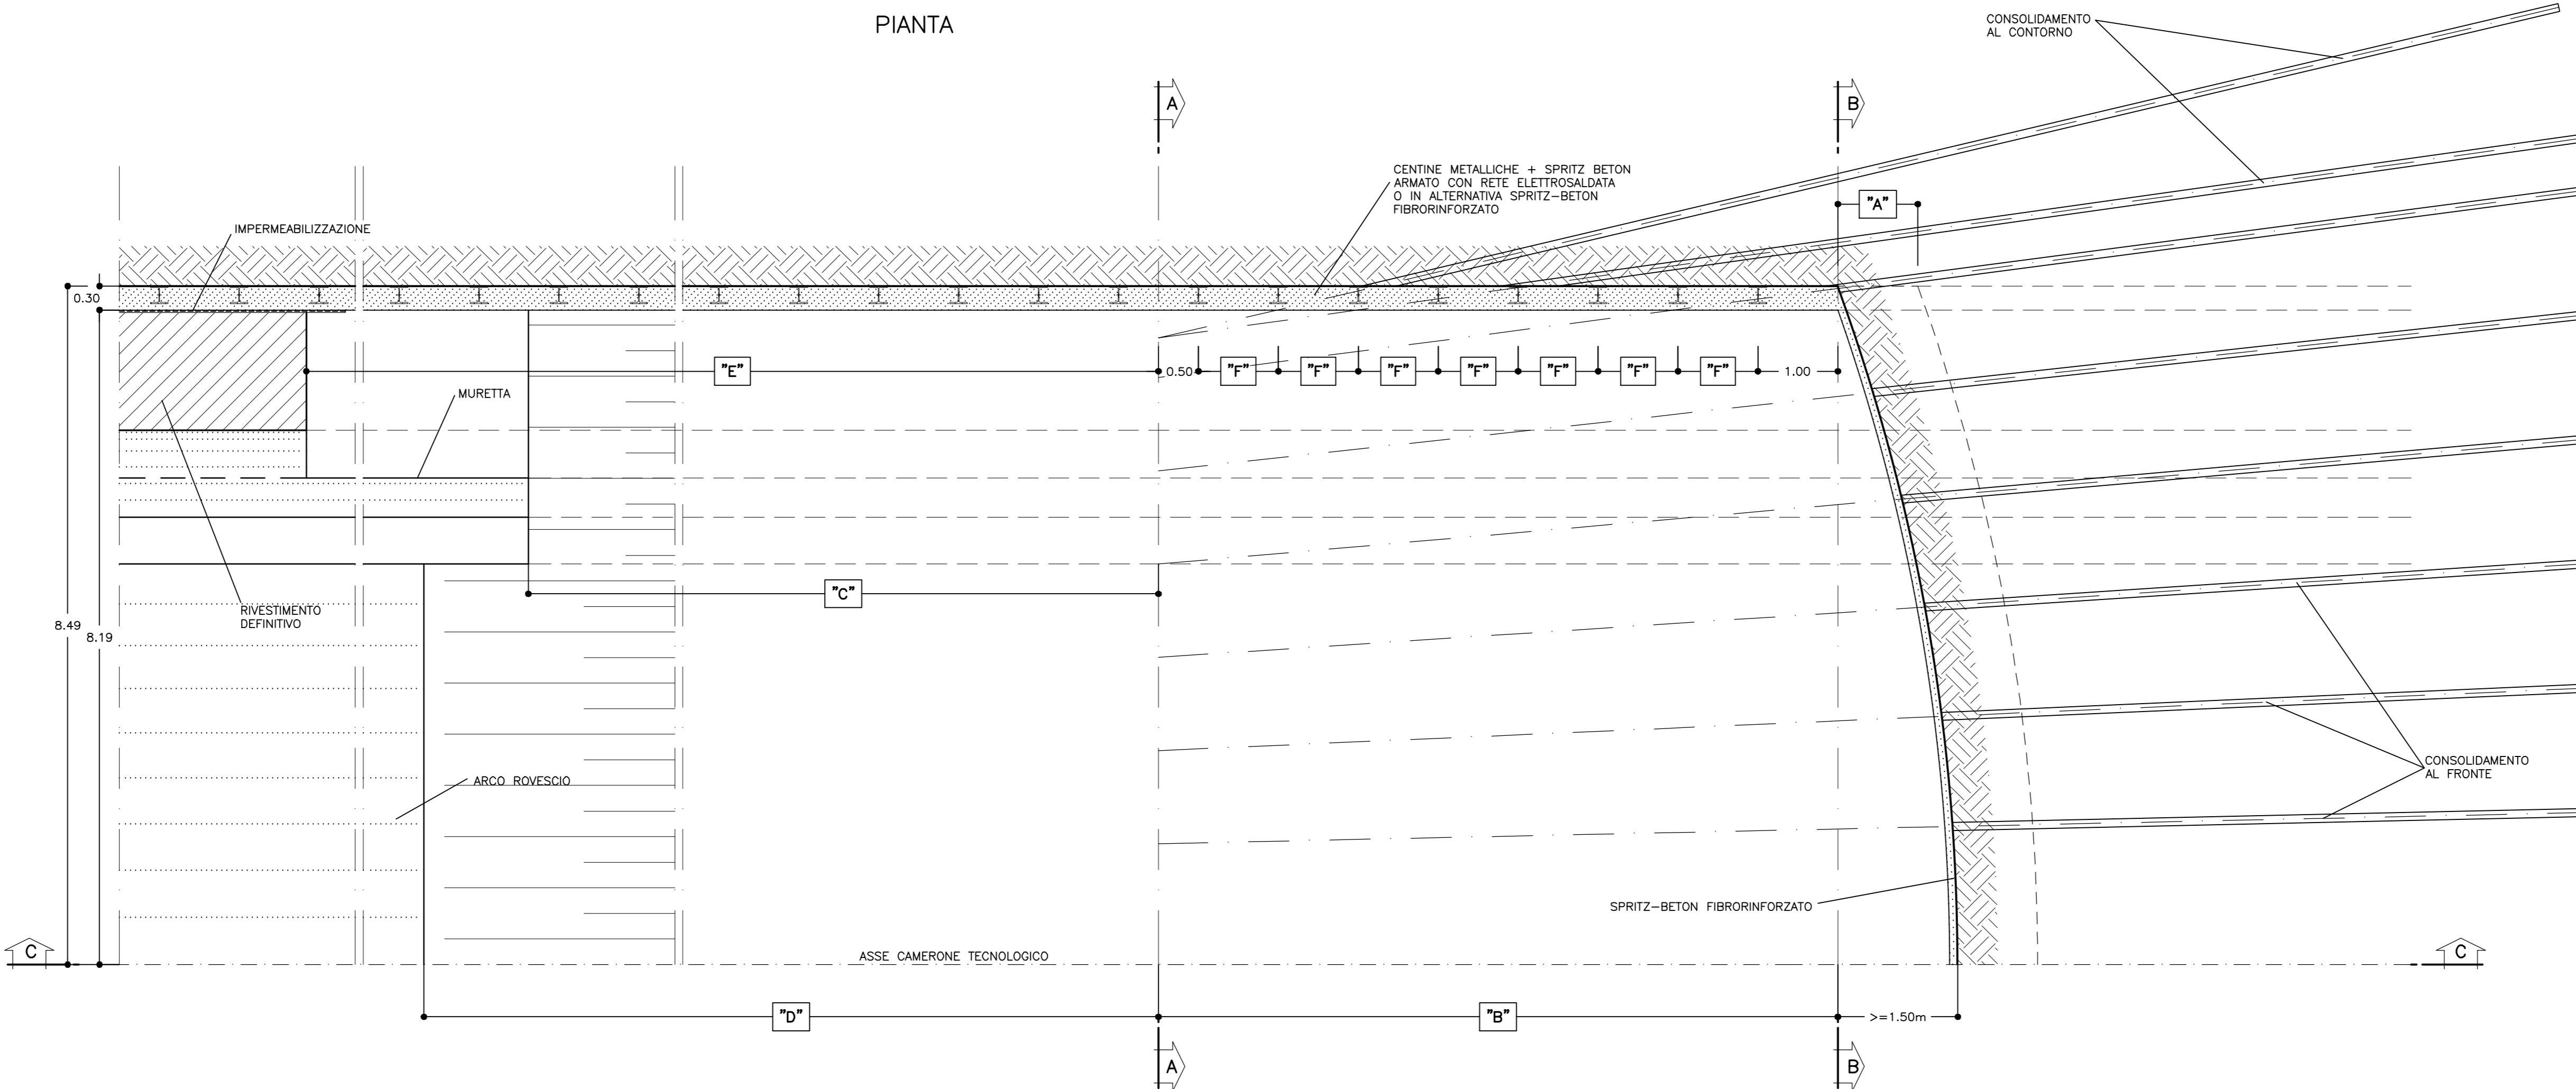 PIANTA
CONSOLIDAMENTO
AL CONTORNO
A
B
CENTINE METALLICHE + SPRITZ BETON
ARMATO CON RETE ELETTROSALDATA
O IN ALTERNATIVA SPRITZ-BETON
FIBRORINFORZATO
"A"
IMPERMEABILIZZAZIONE
0.30
"E"
0.50
"F"
"F"
"F"
"F"
"F"
"F"
"F"
1.00
MURETTA
"C"
RIVESTIMENTO
DEFINITIVO
8.49
8.19
ARCO ROVESCIO
CONSOLIDAMENTO
AL FRONTE
SPRITZ-BETON FIBRORINFORZATO
C
ASSE CAMERONE TECNOLOGICO
C
"D"
"B"
>=1.50m
A
B